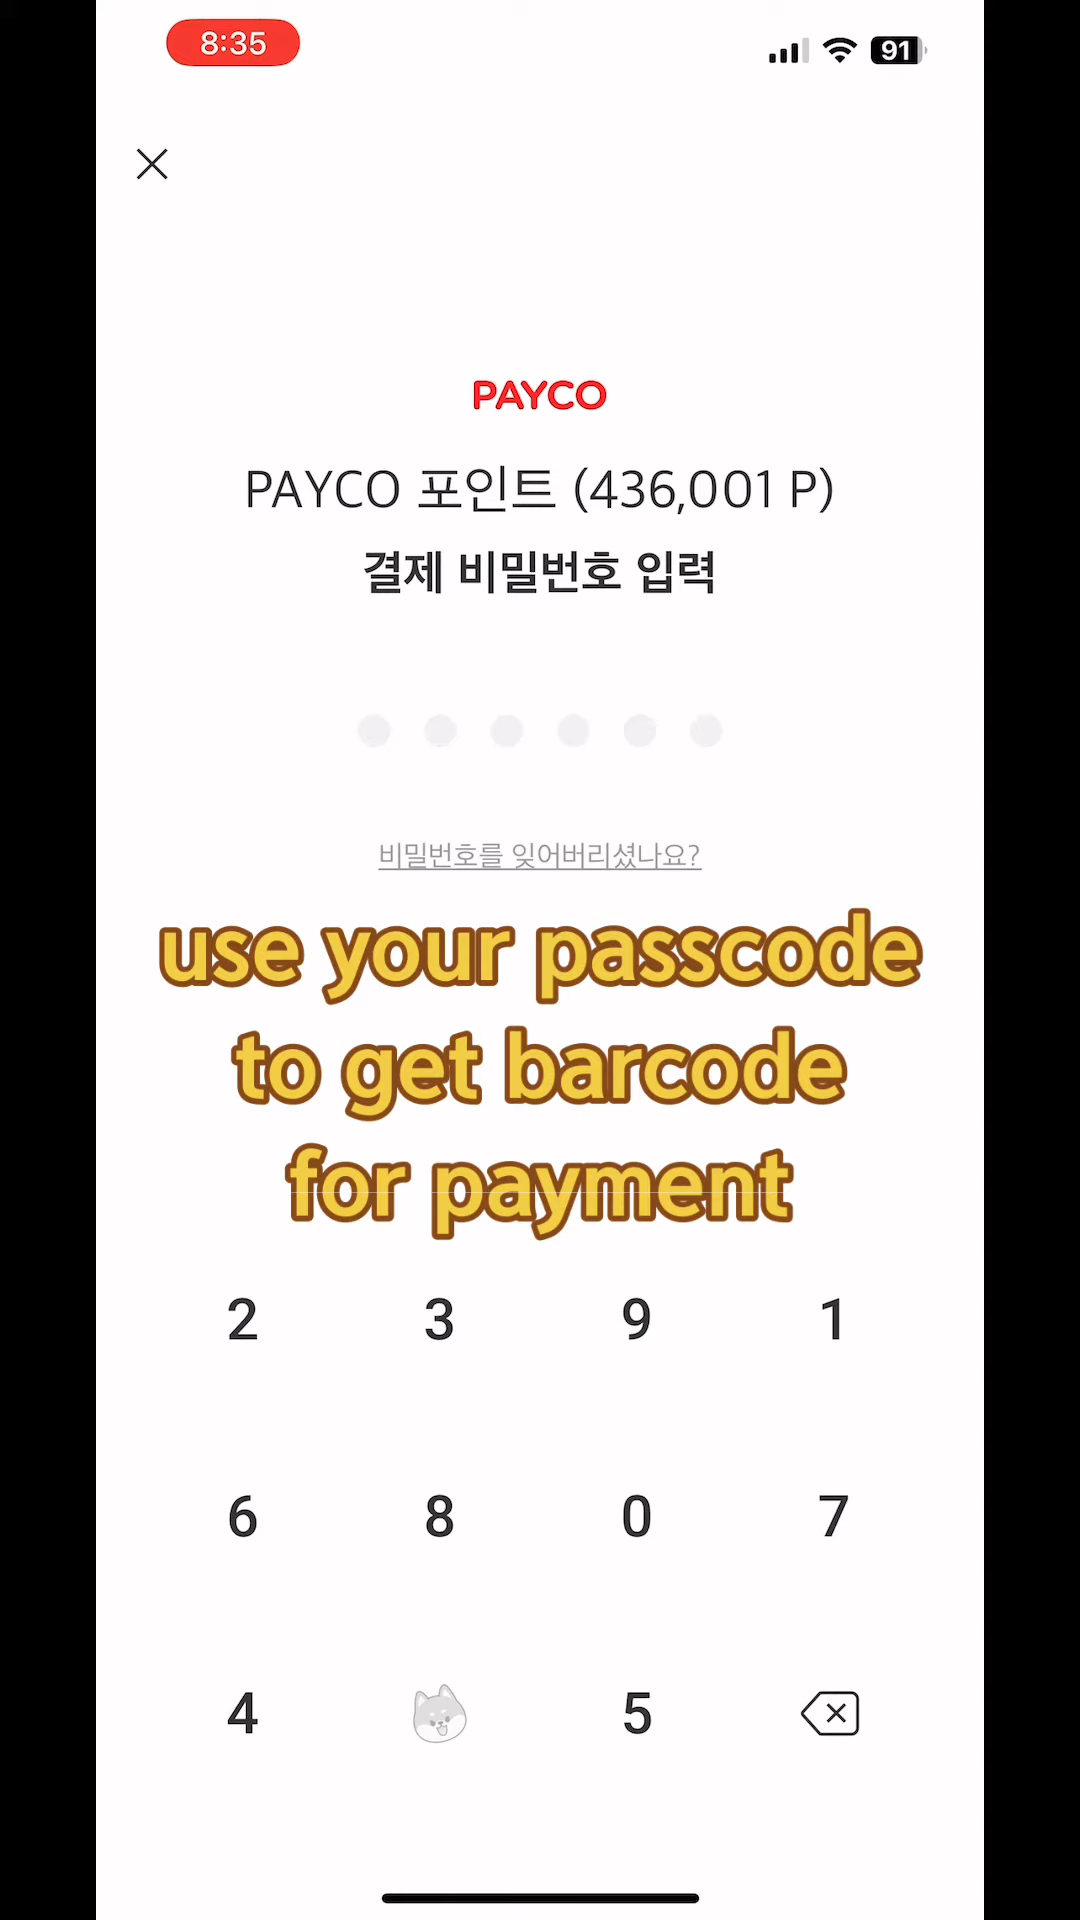 8:35
91
PAYCO
PAYCO 포인트 (436,001 P)
결제 비밀번호 입력
비밀번호를 잊어버리셨나요?
use your passcode
to get barcode
for payment
2 3 9 1
6 8 0 7
4 5